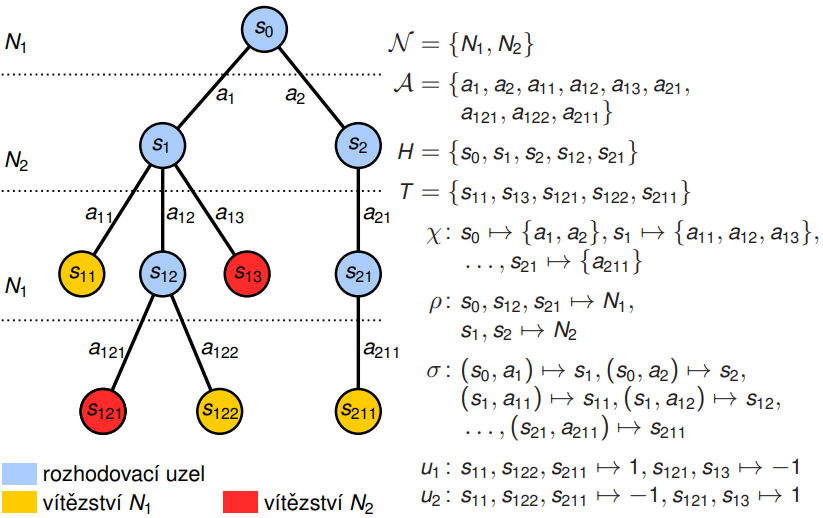 s0
N1
𝒩 = {N1, N2}
a1
a2
𝒜 = {a1, a2, a11, a12, a13, a21,
a121, a122, a211}
s1
s2
N2
H = {s0, s1, s2, s12, s21}
T = {s11, s13, s121, s122, s211}
a11
a12
a13
a21
χ: s0 ↦ {a1, a2}, s1 ↦ {a11, a12, a13},
..., s21 ↦ {a211}
s11
s12
s13
s21
N1
ρ: s0, s12, s21 ↦ N1,
s1, s2 ↦ N2
a121
a122
a211
σ: (s0, a1) ↦ s1, (s0, a2) ↦ s2,
(s1, a11) ↦ s11, (s1, a12) ↦ s12,
..., (s21, a211) ↦ s211
s121
s122
s211
rozhodovací uzel
vítězství N1
vítězství N2
u1: s11, s122, s211 ↦ 1, s121, s13 ↦ −1
u2: s11, s122, s211 ↦ −1, s121, s13 ↦ 1